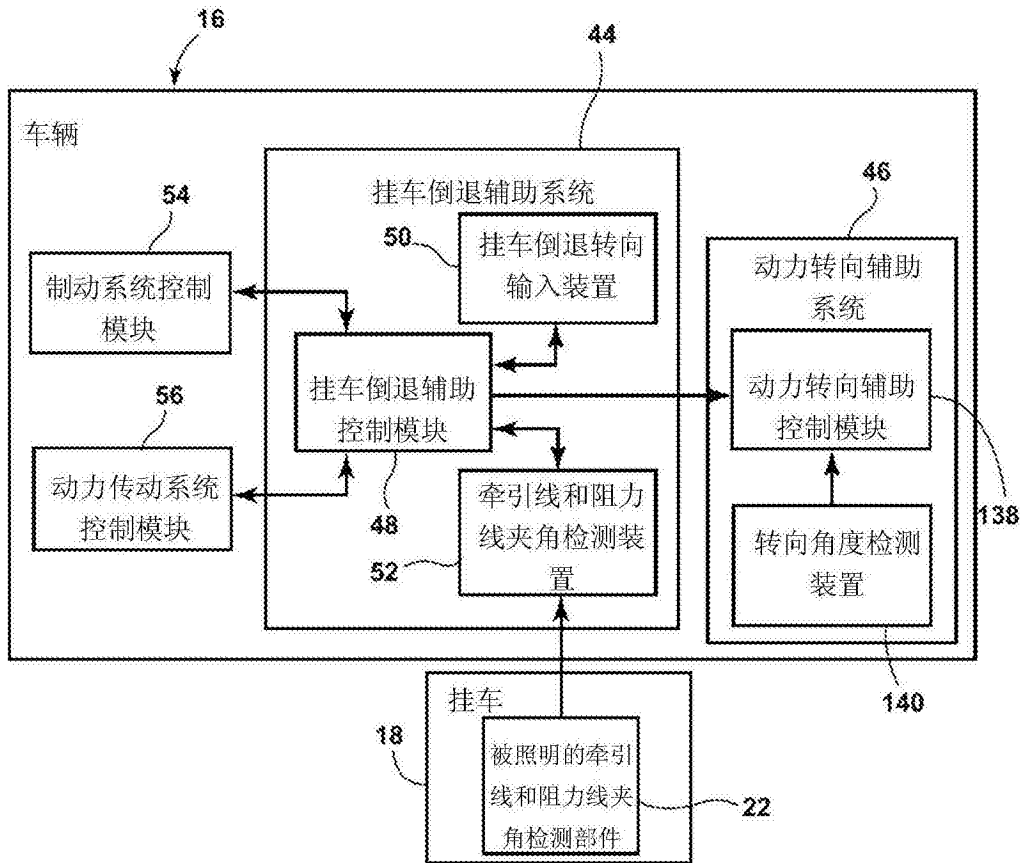 16
44
车辆
挂车倒退辅助系统
46
54
50
挂车倒退转向
输入装置
制动系统控制
模块
动力转向辅助
系统
挂车倒退辅助
控制模块
动力转向辅助
控制模块
56
动力传动系统
控制模块
48
牵引线和阻力
线夹角检测装
置
52
138
转向角度检测
装置
140
挂车
18
被照明的牵引
线和阻力线夹
角检测部件
22